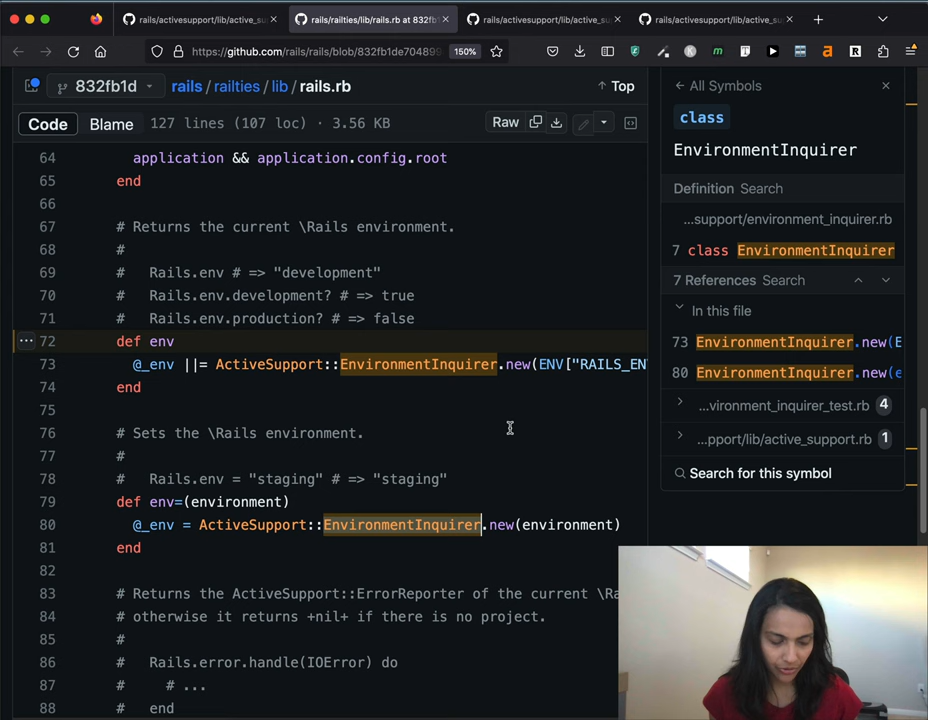 rails/activesupport/lib/active_su
rails/railties/lib/rails.rb at 832fb
rails/activesupport/lib/active_su
rails/activesupport/lib/active_su
https://github.com/rails/rails/blob/832fb1de704899
150%
832fb1d
rails / railties / lib / rails.rb
Top
Code
Blame
127 lines (107 loc) · 3.56 KB
Raw
64 application && application.config.root
65 end
66
67 # Returns the current \Rails environment.
68 #
69 # Rails.env # => "development"
70 # Rails.env.development? # => true
71 # Rails.env.production? # => false
72 def env
73 @_env ||= ActiveSupport::EnvironmentInquirer.new(ENV["RAILS_EN
74 end
75
76 # Sets the \Rails environment.
77 #
78 # Rails.env = "staging" # => "staging"
79 def env=(environment)
80 @_env = ActiveSupport::EnvironmentInquirer.new(environment)
81 end
82
83 # Returns the ActiveSupport::ErrorReporter of the current \Ra
84 # otherwise it returns +nil+ if there is no project.
85 #
86 # Rails.error.handle(IOError) do
87 # # ...
88 # end
All Symbols
class
EnvironmentInquirer
Definition Search
...support/environment_inquirer.rb
7 class EnvironmentInquirer
7 References Search
In this file
73 EnvironmentInquirer.new(E
80 EnvironmentInquirer.new(e
...vironment_inquirer_test.rb 4
...pport/lib/active_support.rb 1
Search for this symbol